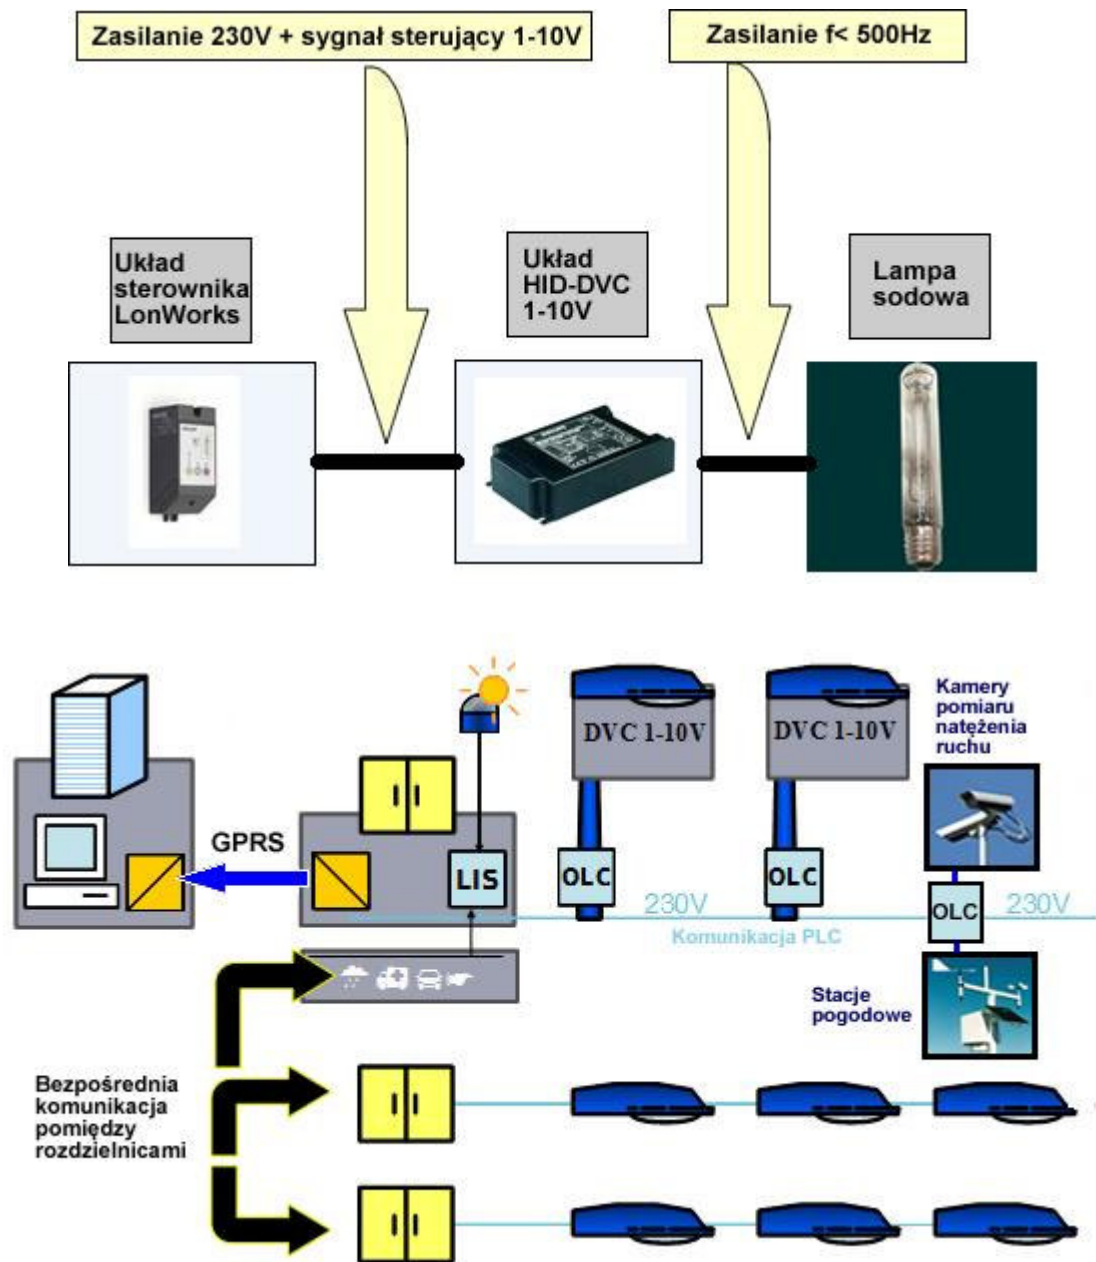 Zasilanie 230V + sygnał sterujący 1-10V
Zasilanie f< 500Hz
Układ
sterownika
LonWorks
Układ
HID-DVC
1-10V
Lampa
sodowa
DVC 1-10V
DVC 1-10V
Kamery
pomiaru
natężenia
ruchu
GPRS
LIS
OLC
OLC
OLC
230V
230V
Komunikacja PLC
Stacje
pogodowe
Bezpośrednia
komunikacja
pomiędzy
rozdzielnicami